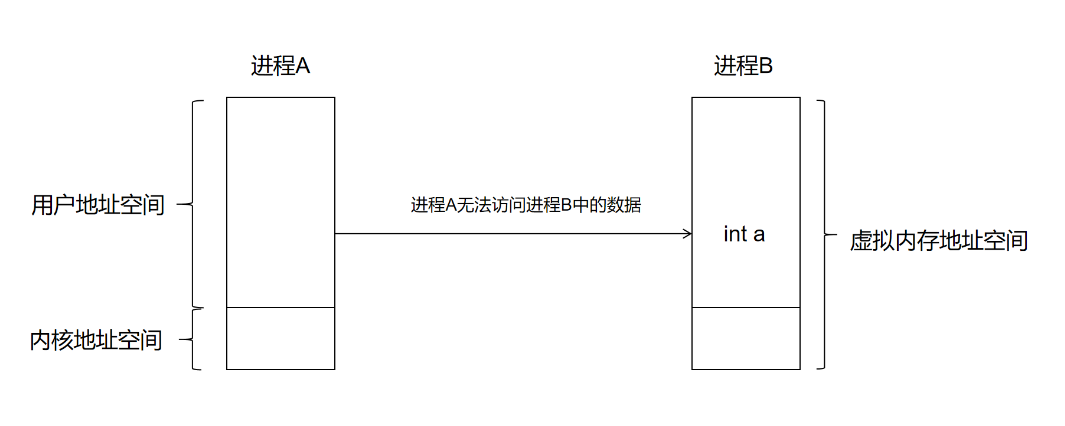 进程A
进程B
用户地址空间
进程A无法访问进程B中的数据
int a
虚拟内存地址空间
内核地址空间